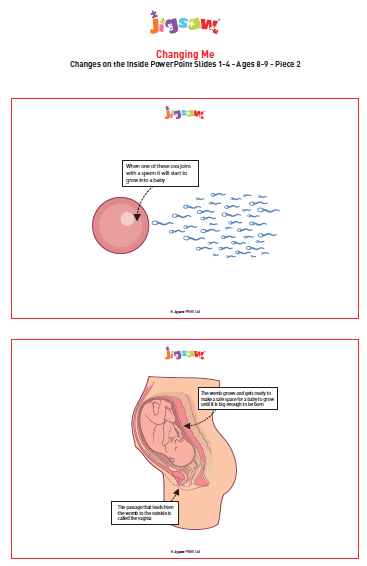 jigsaw
Changing Me
Changes on the Inside PowerPoint Slides 1-4 - Ages 8-9 - Piece 2
jigsaw
When one of these ova joins
with a sperm it will start to
grow into a baby
© Jigsaw PSHE Ltd
jigsaw
The womb grows and gets ready to
make a safe space for a baby to grow
until it is big enough to be born
The passage that leads from
the womb to the outside is
called the vagina
© Jigsaw PSHE Ltd